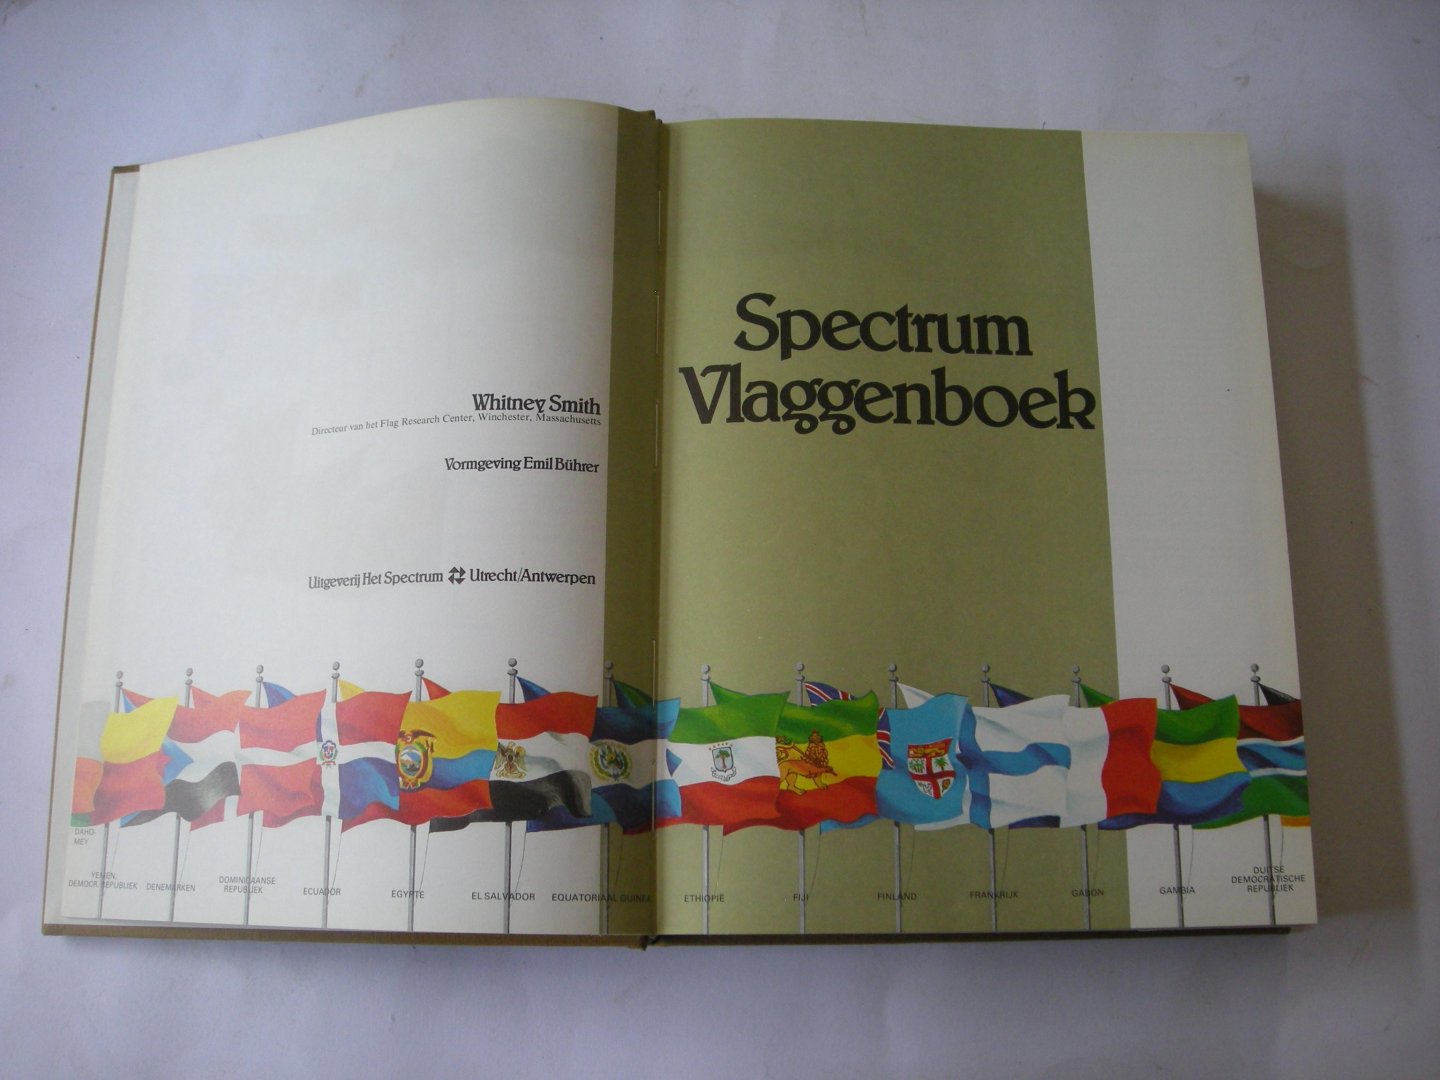 Whitney Smith
Directeur van het Flag Research Center, Winchester, Massachusetts
Vormgeving Emil Bührer
Uitgeverij Het Spectrum Utrecht/Antwerpen
Spectrum
Vlaggenboek
DAHO-
MEY
YEMEN,
DEMOCR. REPUBLIEK
DENEMARKEN
DOMINICAANSE
REPUBLIEK
ECUADOR
EGYPTE
EL SALVADOR
EQUATORIAAL GUINEA
ETHIOPIË
FIJI
FINLAND
FRANKRIJK
GABON
GAMBIA
DUITSE
DEMOCRATISCHE
REPUBLIEK